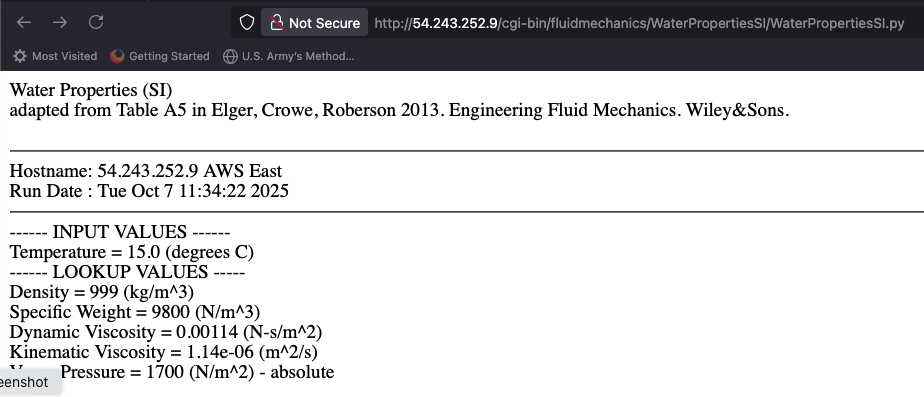 Not Secure http://54.243.252.9/cgi-bin/fluidmechanics/WaterPropertiesSI/WaterPropertiesSI.py
Most Visited Getting Started U.S. Army's Method...
Water Properties (SI)
adapted from Table A5 in Elger, Crowe, Roberson 2013. Engineering Fluid Mechanics. Wiley&Sons.
Hostname: 54.243.252.9 AWS East
Run Date : Tue Oct 7 11:34:22 2025
------ INPUT VALUES ------
Temperature = 15.0 (degrees C)
------ LOOKUP VALUES -----
Density = 999 (kg/m^3)
Specific Weight = 9800 (N/m^3)
Dynamic Viscosity = 0.00114 (N-s/m^2)
Kinematic Viscosity = 1.14e-06 (m^2/s)
Pressure = 1700 (N/m^2) - absolute
eenshot